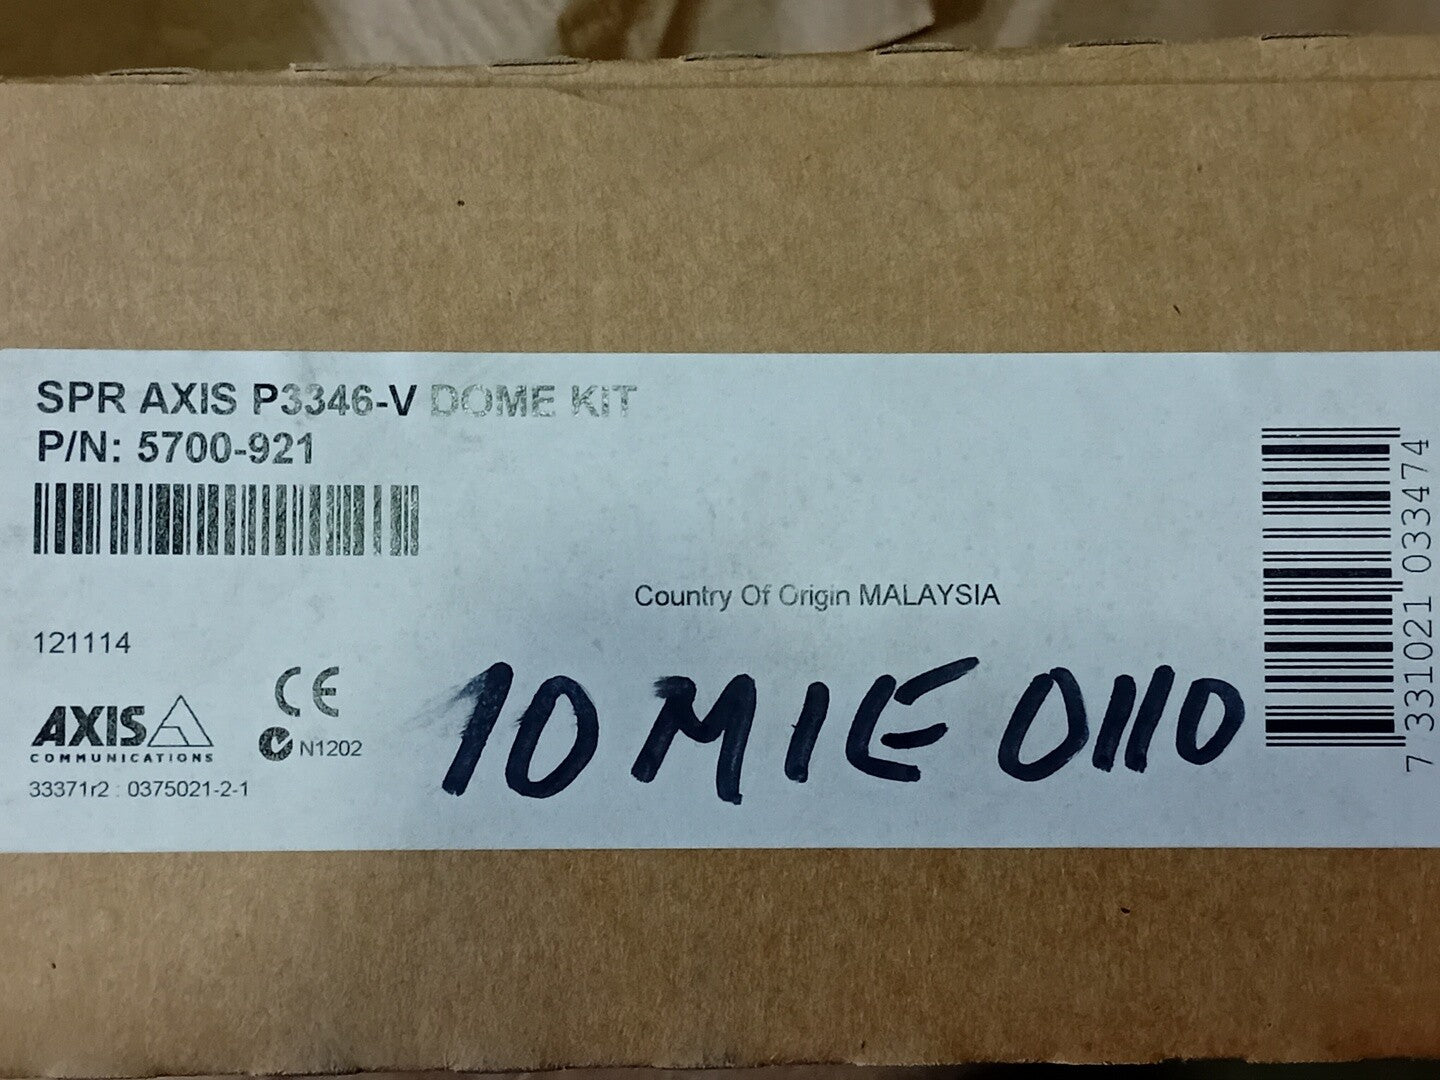 SPR AXIS P3346-V DOME KIT
P/N: 5700-921
Country Of Origin MALAYSIA
121114
CE
N1202
AXIS
COMMUNICATIONS
33371r2 : 0375021-2-1
10 MIE 0110
7 331021 033474